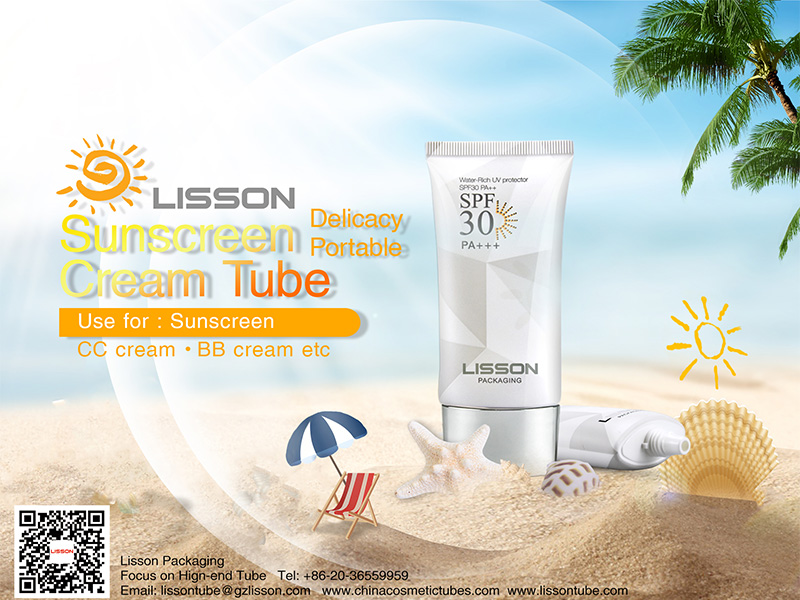 LISSON
Sunscreen
Cream Tube
Delicacy
Portable
Use for : Sunscreen
CC cream • BB cream etc
Water-Rich UV protector
SPF30 PA++
SPF
30
PA+++
LISSON
PACKAGING
LISSON
Lisson Packaging
Focus on Hign-end Tube Tel: +86-20-36559959
Email: lissontube@gzlisson.com www.chinacosmetictubes.com www.lissontube.com